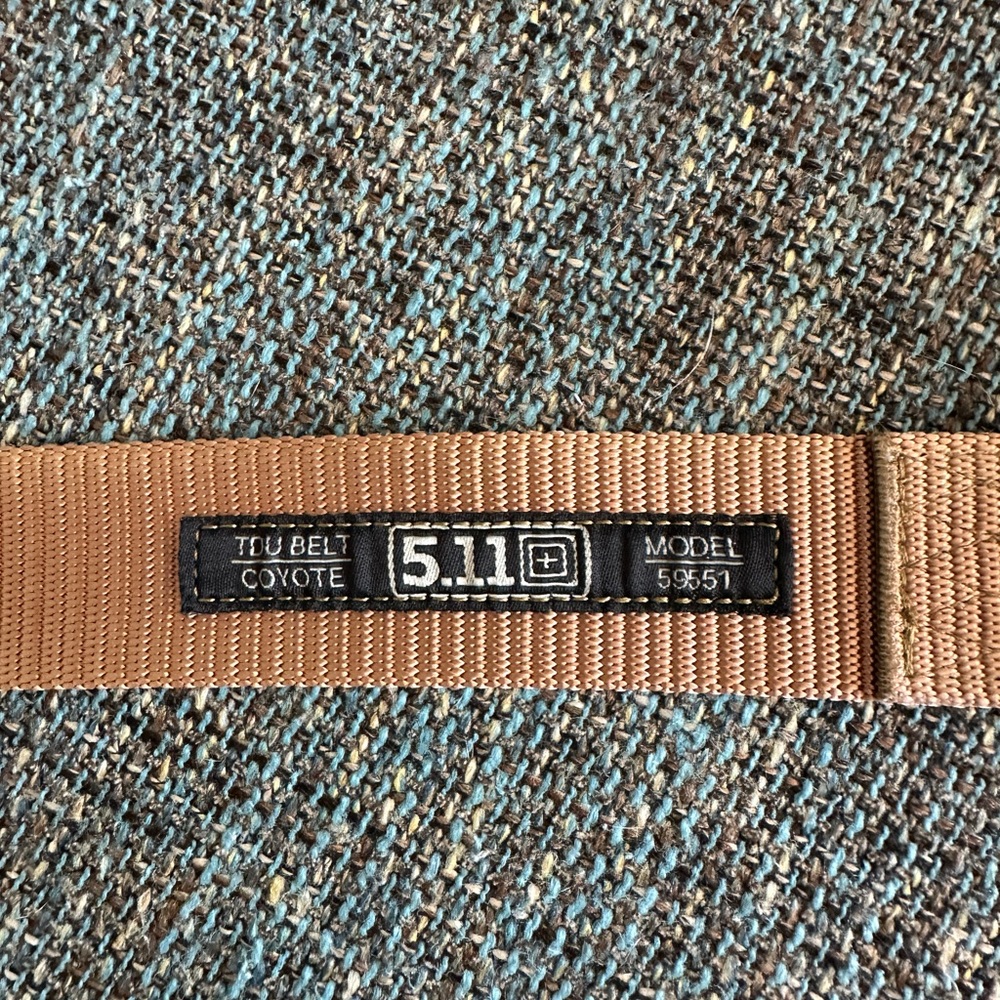 TDU BELT
COYOTE
5.11
MODEL
59551